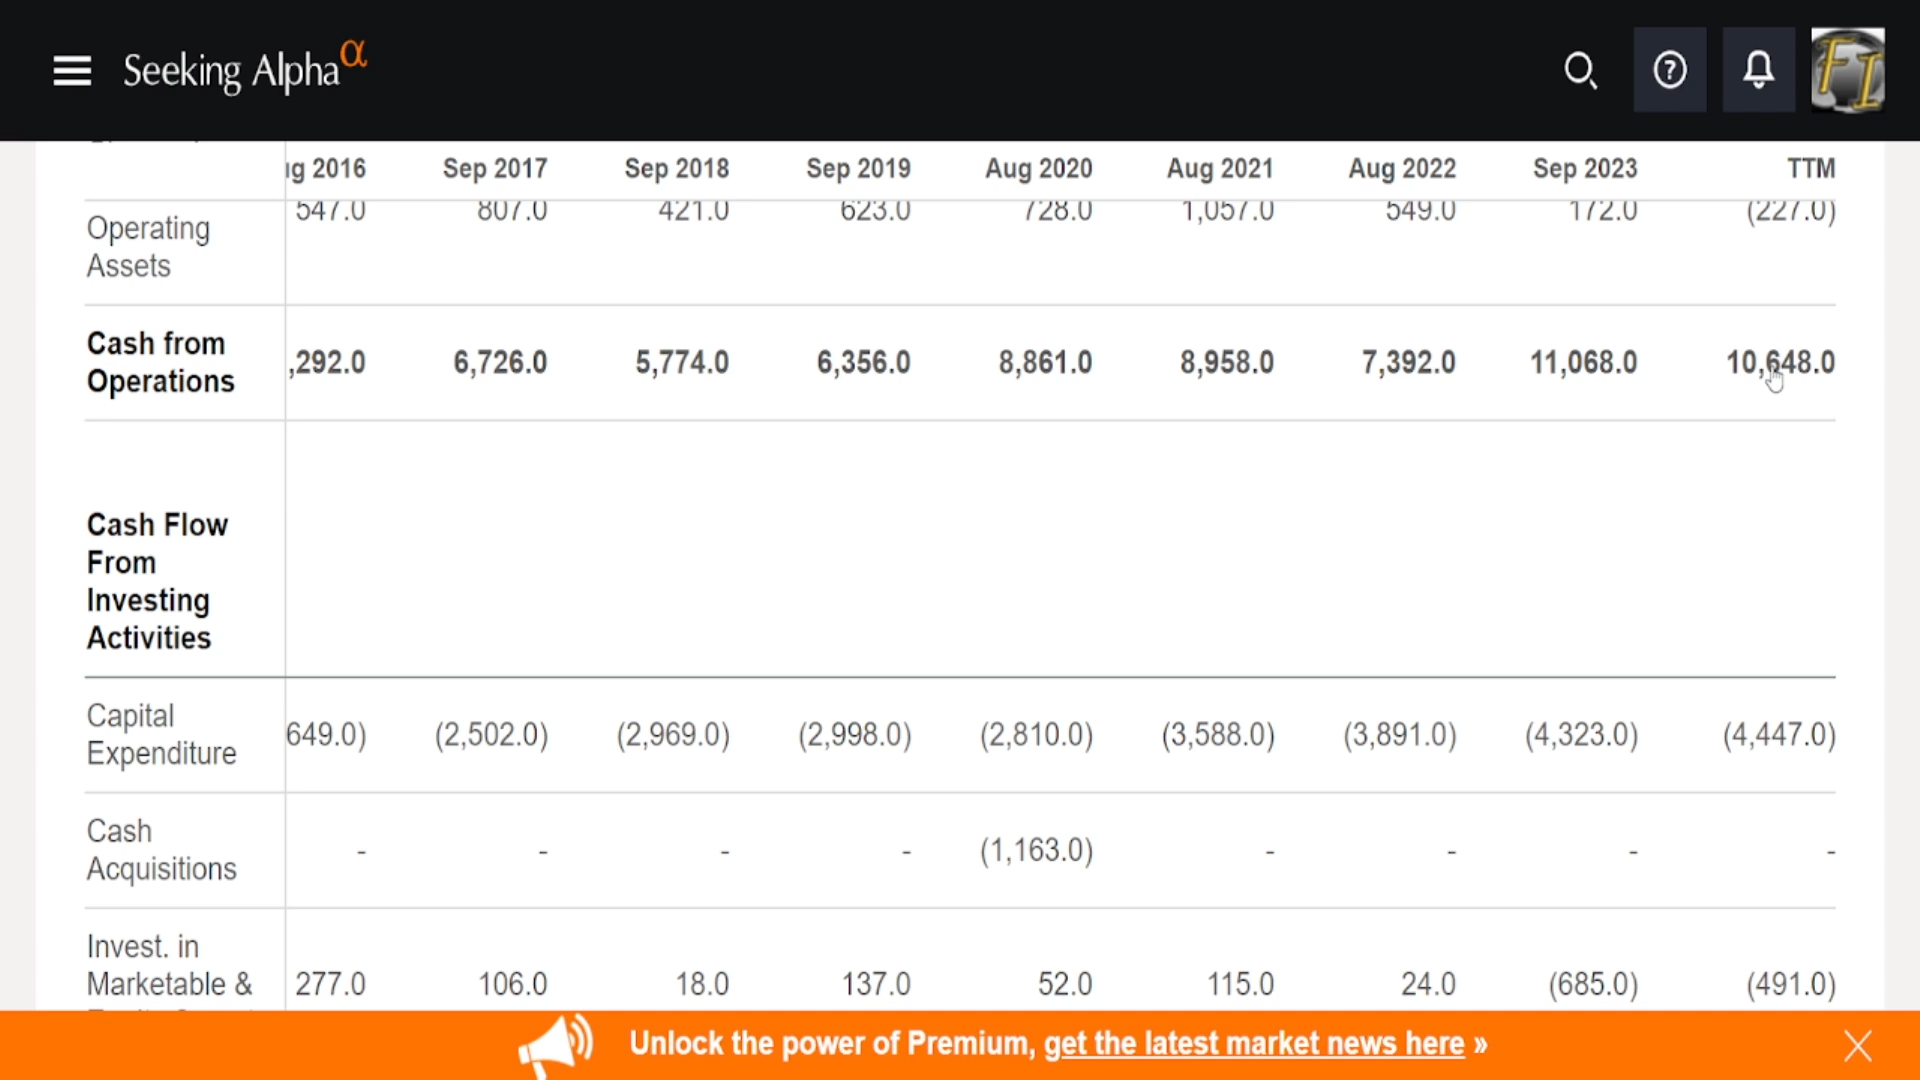 Seeking Alpha α
ug 2016 Sep 2017 Sep 2018 Sep 2019 Aug 2020 Aug 2021 Aug 2022 Sep 2023 TTM
Operating 547.0 807.0 421.0 623.0 728.0 1,057.0 549.0 172.0 (227.0)
Assets
Cash from
Operations ,292.0 6,726.0 5,774.0 6,356.0 8,861.0 8,958.0 7,392.0 11,068.0 10,648.0
Cash Flow
From
Investing
Activities
Capital
Expenditure 649.0) (2,502.0) (2,969.0) (2,998.0) (2,810.0) (3,588.0) (3,891.0) (4,323.0) (4,447.0)
Cash
Acquisitions - - - - (1,163.0) - - - -
Invest. in
Marketable & 277.0 106.0 18.0 137.0 52.0 115.0 24.0 (685.0) (491.0)
Unlock the power of Premium, get the latest market news here »
FI